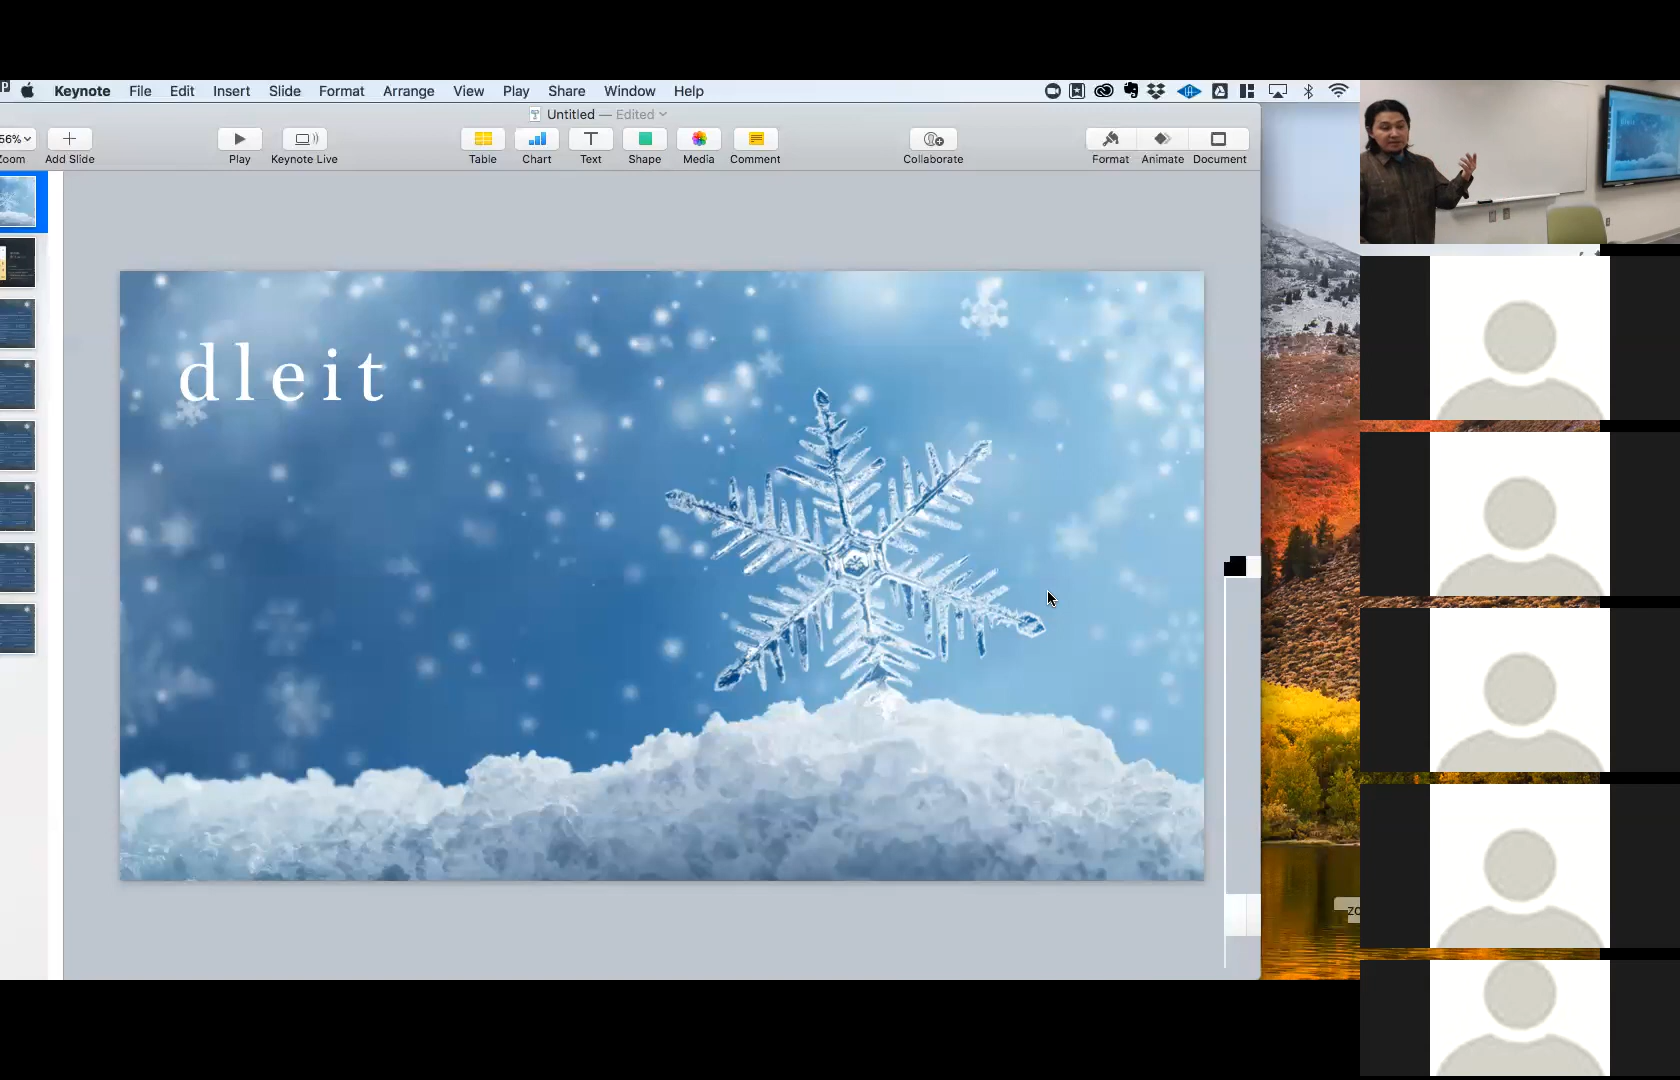 Keynote File Edit Insert Slide Format Arrange View Play Share Window Help
Untitled — Edited
56%
Zoom Add Slide Play Keynote Live Table Chart Text Shape Media Comment Collaborate Format Animate Document
dleit